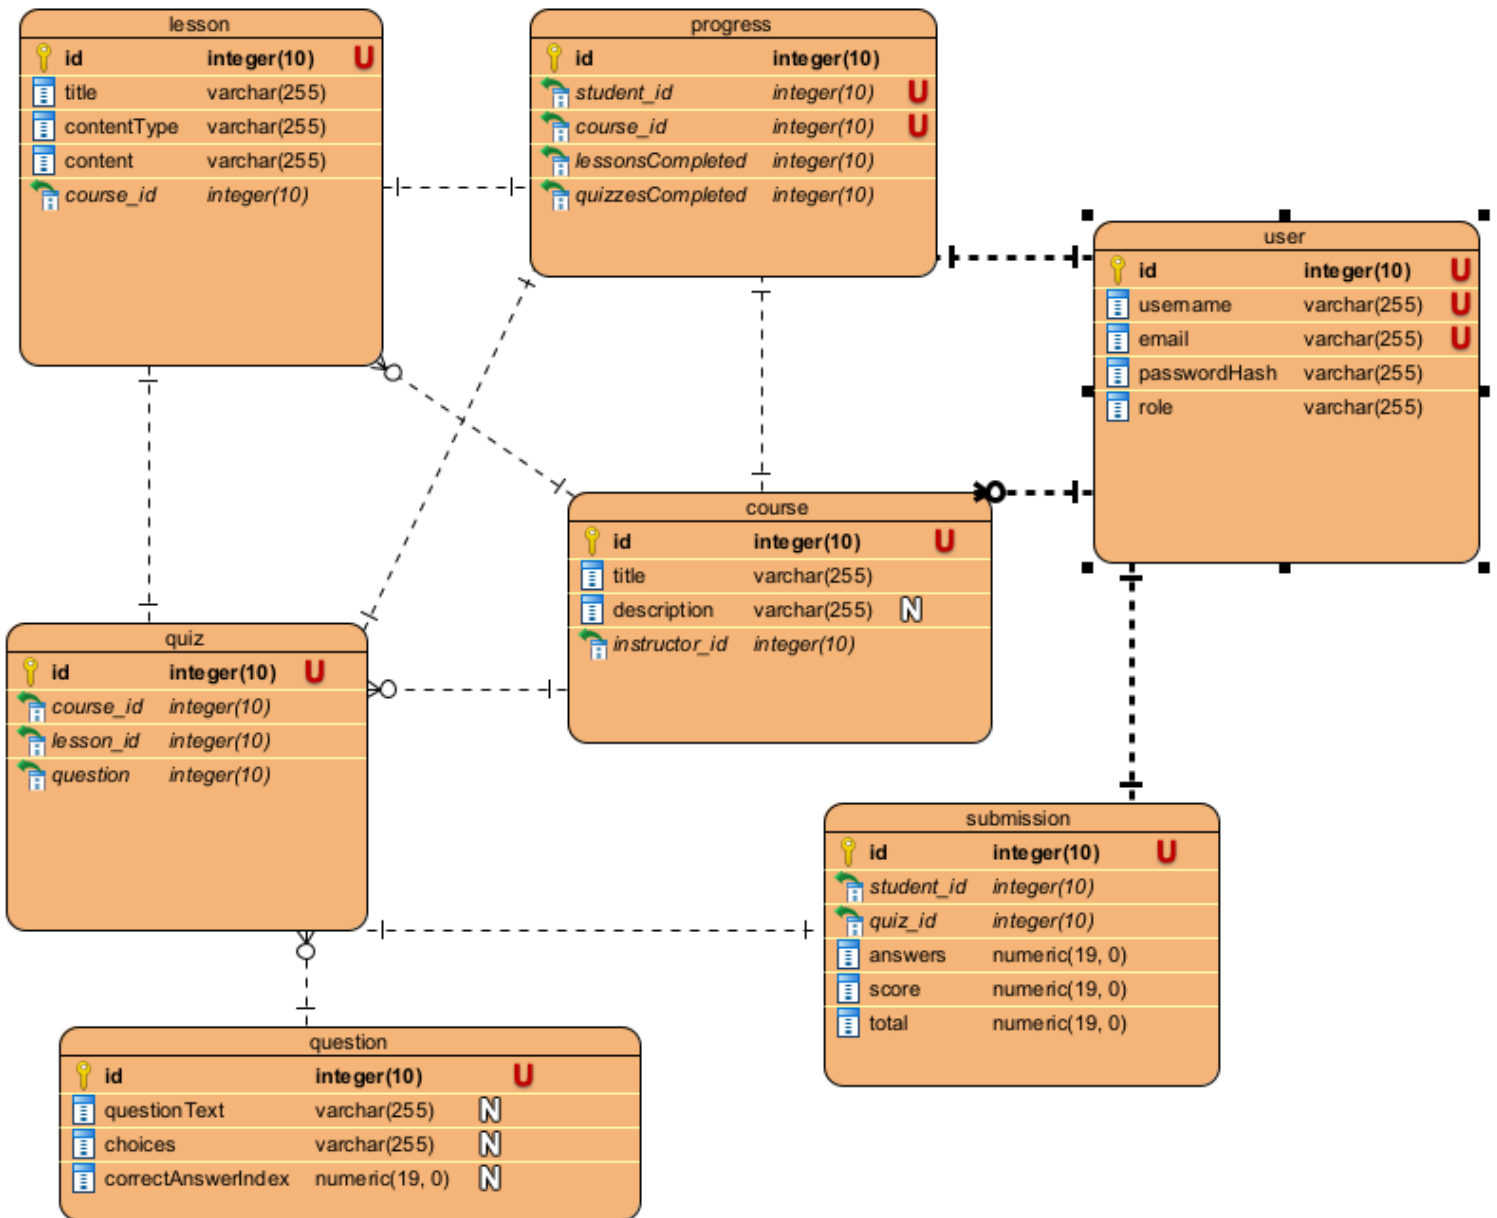 lesson
id integer(10) U
title varchar(255)
contentType varchar(255)
content varchar(255)
course_id integer(10)
progress
id integer(10)
student_id integer(10) U
course_id integer(10) U
lessonsCompleted integer(10)
quizzesCompleted integer(10)
user
id integer(10) U
username varchar(255) U
email varchar(255) U
passwordHash varchar(255)
role varchar(255)
course
id integer(10) U
title varchar(255)
description varchar(255) N
instructor_id integer(10)
quiz
id integer(10) U
course_id integer(10)
lesson_id integer(10)
question integer(10)
submission
id integer(10) U
student_id integer(10)
quiz_id integer(10)
answers numeric(19, 0)
score numeric(19, 0)
total numeric(19, 0)
question
id integer(10) U
questionText varchar(255) N
choices varchar(255) N
correctAnswerIndex numeric(19, 0) N